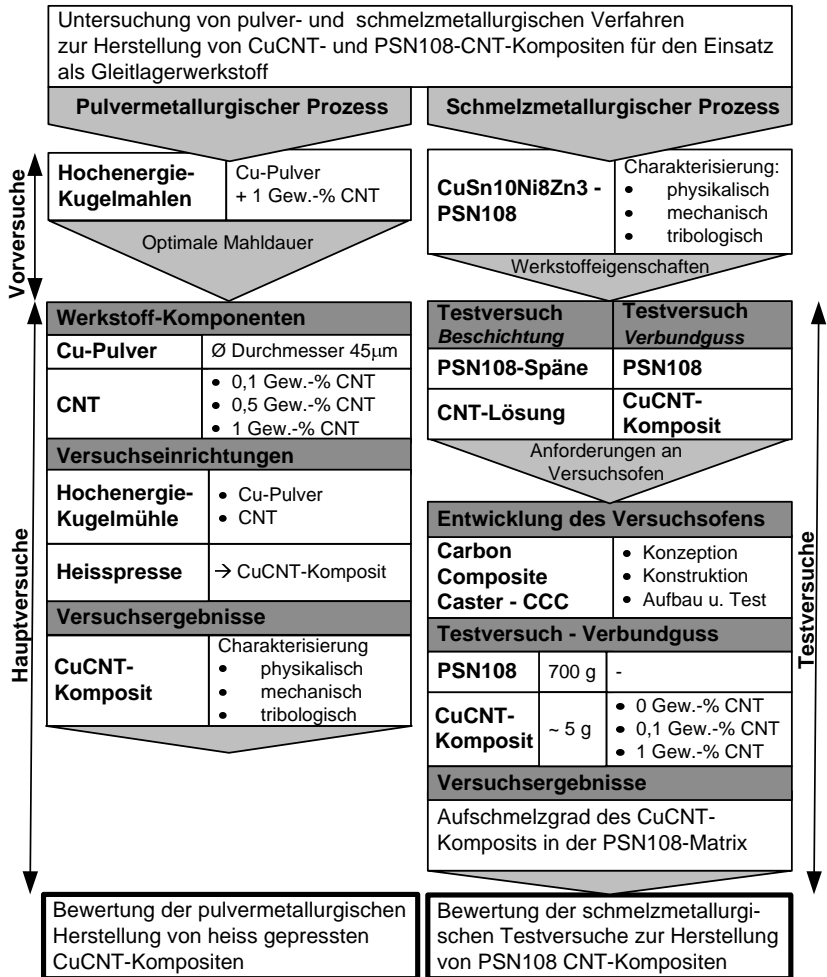 Untersuchung von pulver- und schmelzmetallurgischen Verfahren
zur Herstellung von CuCNT- und PSN108-CNT-Kompositen für den Einsatz
als Gleitlagerwerkstoff
Pulvermetallurgischer Prozess
Vorversuche
Hochenergie-
Kugelmahlen
Cu-Pulver
+ 1 Gew.-% CNT
Optimale Mahldauer
Hauptversuche
Werkstoff-Komponenten
Cu-Pulver
Ø Durchmesser 45µm
CNT
• 0,1 Gew.-% CNT
• 0,5 Gew.-% CNT
• 1 Gew.-% CNT
Versuchseinrichtungen
Hochenergie-
Kugelmühle
• Cu-Pulver
• CNT
Heisspresse
→ CuCNT-Komposit
Versuchsergebnisse
CuCNT-
Komposit
Charakterisierung
• physikalisch
• mechanisch
• tribologisch
Bewertung der pulvermetallurgischen
Herstellung von heiss gepressten
CuCNT-Kompositen
Schmelzmetallurgischer Prozess
CuSn10Ni8Zn3 -
PSN108
Charakterisierung:
• physikalisch
• mechanisch
• tribologisch
Werkstoffeigenschaften
Testversuche
Testversuch
Beschichtung
Testversuch
Verbundguss
PSN108-Späne
PSN108
CNT-Lösung
CuCNT-
Komposit
Anforderungen an
Versuchsofen
Entwicklung des Versuchsofens
Carbon
Composite
Caster - CCC
• Konzeption
• Konstruktion
• Aufbau u. Test
Testversuch - Verbundguss
PSN108
700 g
-
CuCNT-
Komposit
~ 5 g
• 0 Gew.-% CNT
• 0,1 Gew.-% CNT
• 1 Gew.-% CNT
Versuchsergebnisse
Aufschmelzgrad des CuCNT-
Komposits in der PSN108-Matrix
Bewertung der schmelzmetallurgi-
schen Testversuche zur Herstellung
von PSN108 CNT-Kompositen